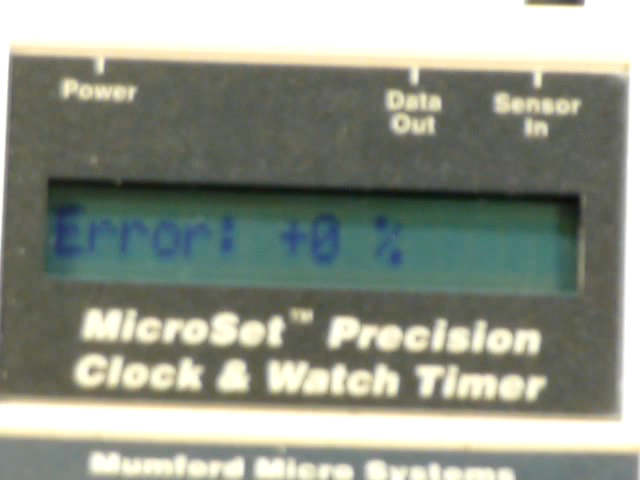 Power
Data
Out
Sensor
In
Error: +0 %
MicroSet™ Precision
Clock & Watch Timer
Mumford Micro Systems